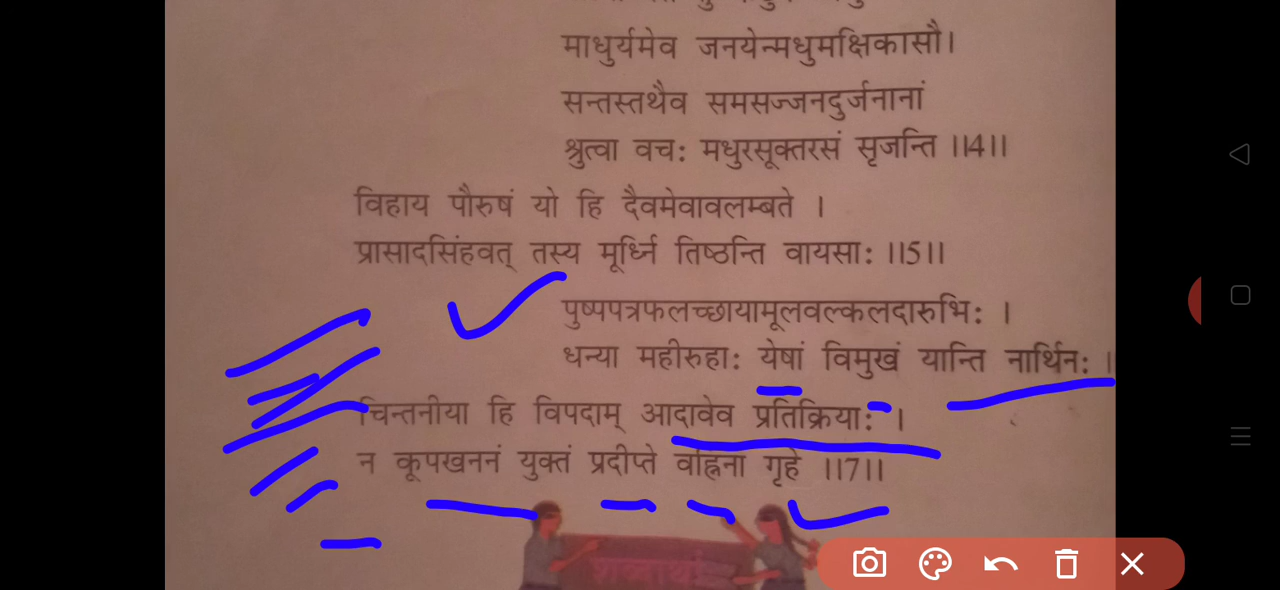 माधुर्यमेव जनयेन्मधुमक्षिकासौ।
सन्तस्तथैव समसज्जनदुर्जनानां
श्रुत्वा वचः मधुरसूक्तरसं सृजन्ति ।।4।।
विहाय पौरुषं यो हि दैवमेवावलम्बते ।
प्रासादसिंहवत् तस्य मूर्ध्नि तिष्ठन्ति वायसाः ।।5।।
पुष्पपत्रफलच्छायामूलवल्कलदारुभिः ।
धन्या महीरुहाः येषां विमुखं यान्ति नार्थिनः ।
चिन्तनीया हि विपदाम् आदावेव प्रतिक्रियाः ।
न कूपखननं युक्तं प्रदीप्ते वह्निना गृहे ।।7।।